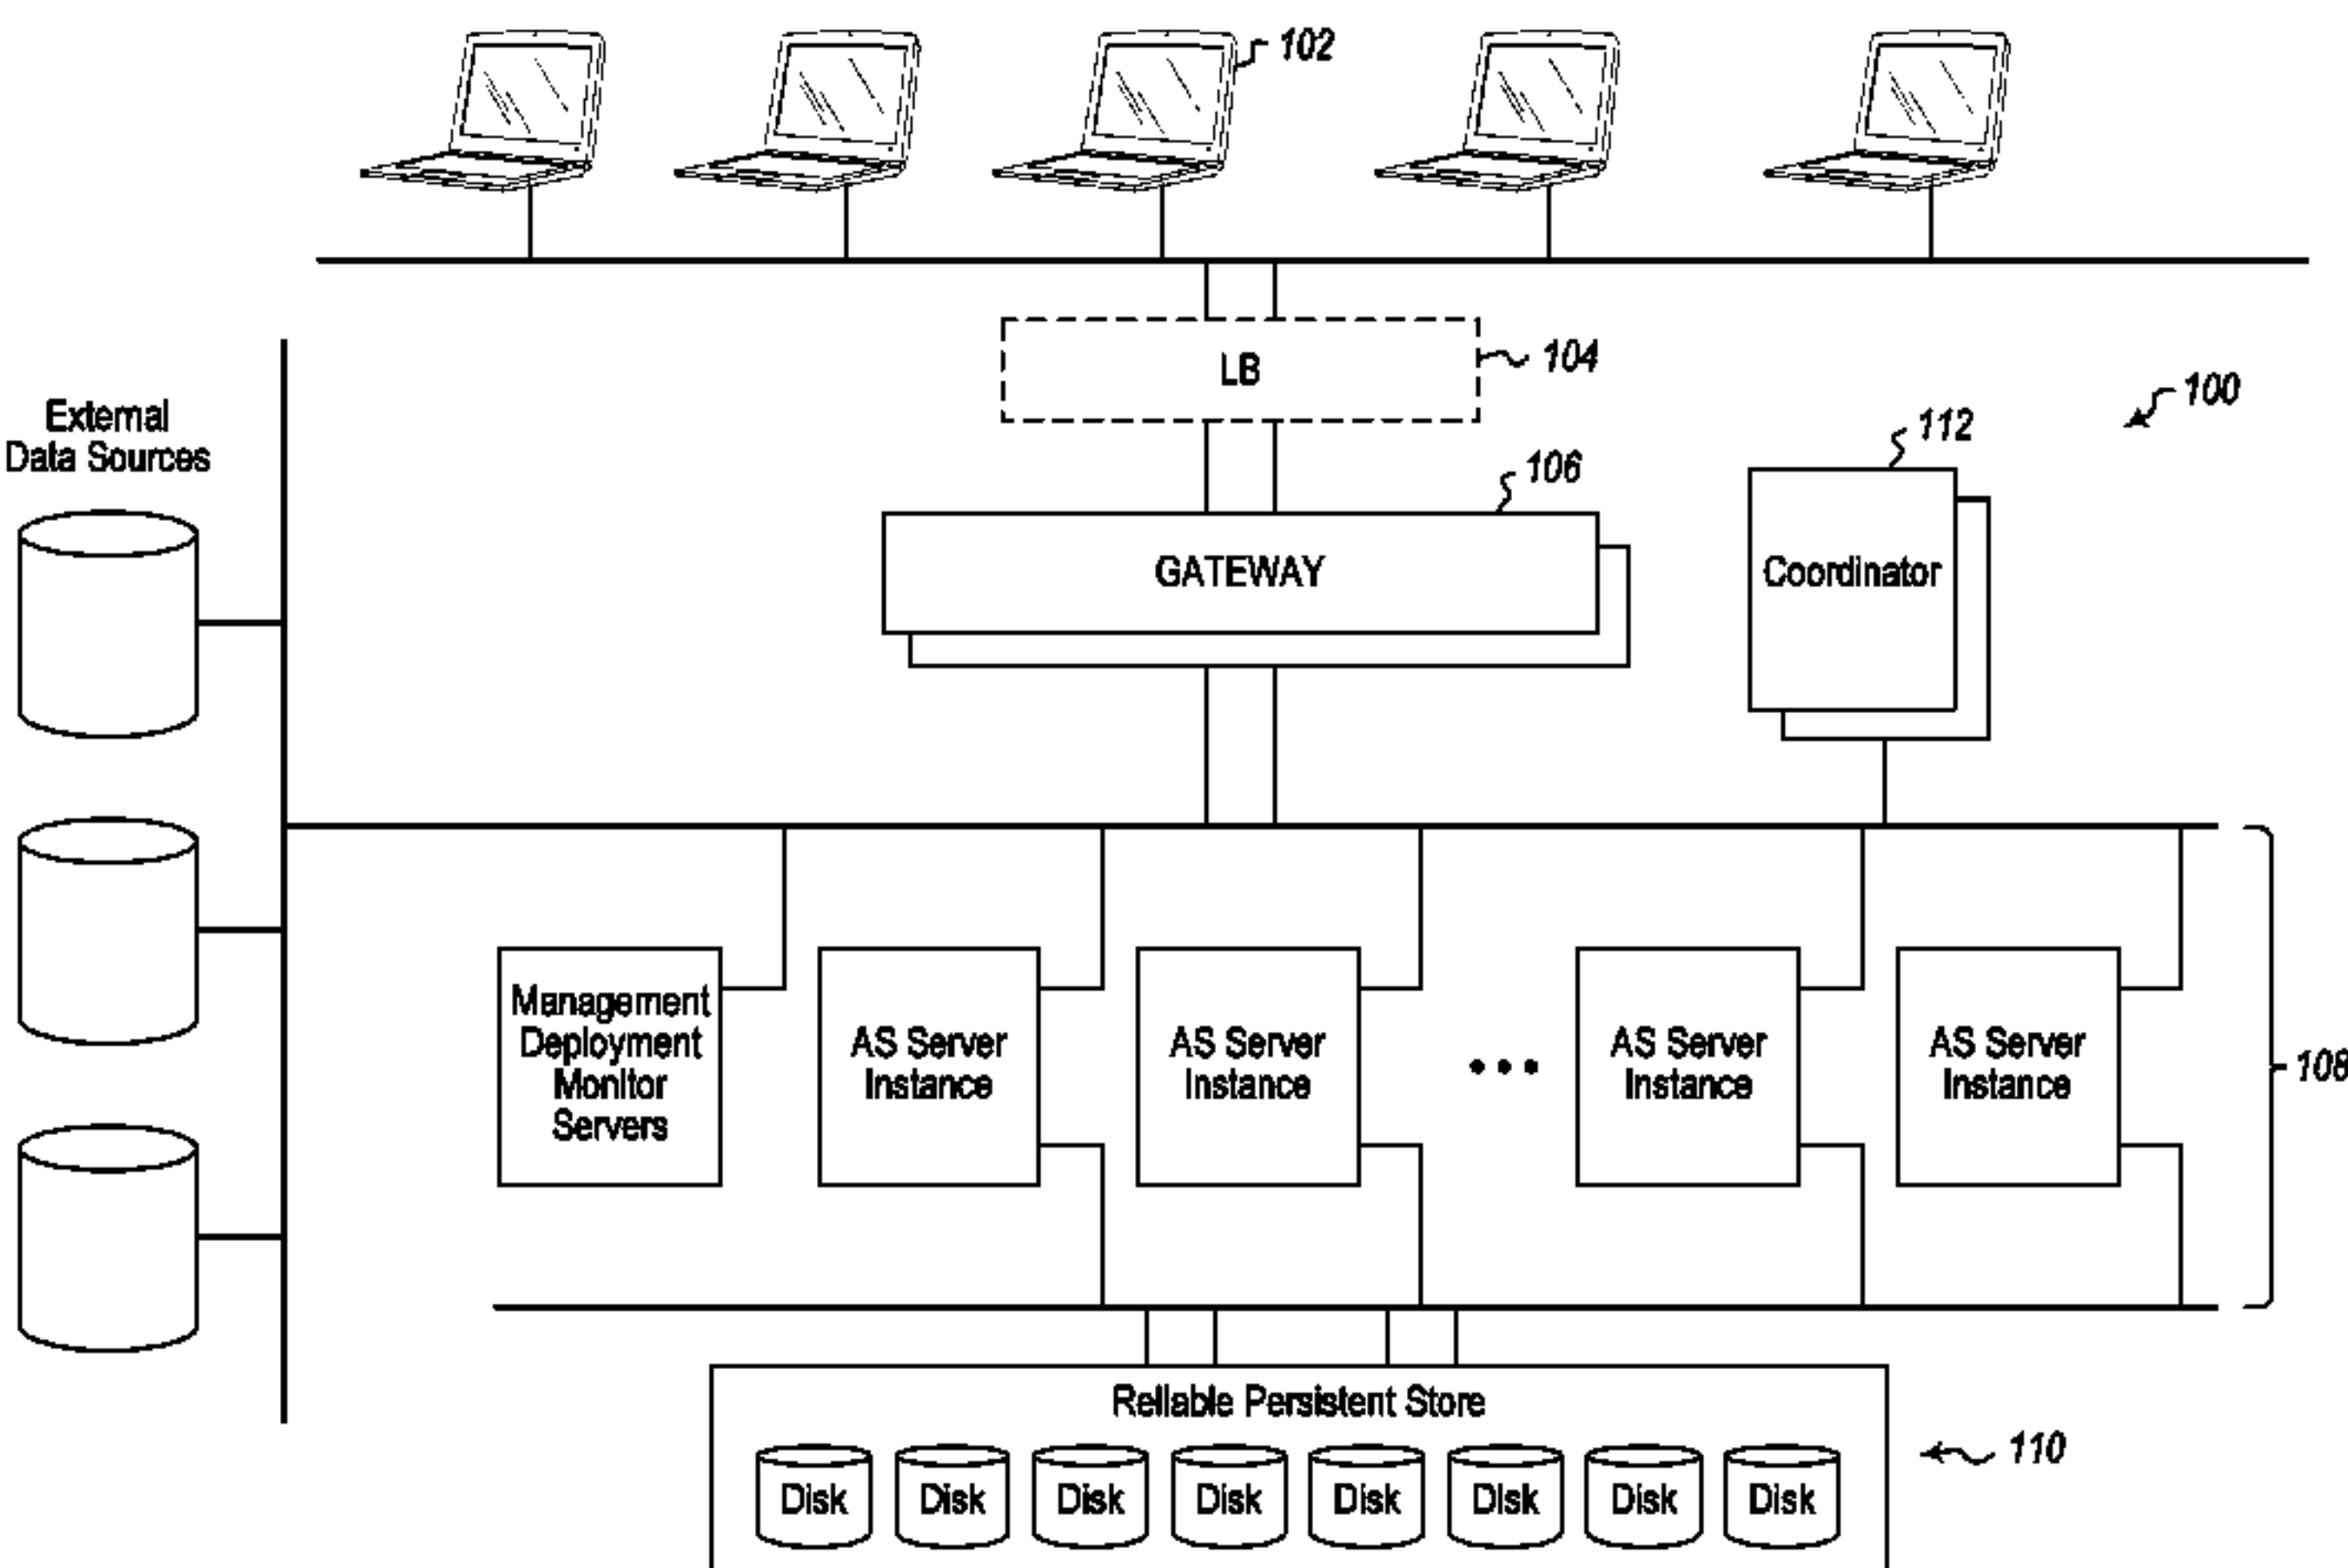 102
LB
104
100
External
Data Sources
112
106
GATEWAY
Coordinator
Management
Deployment
Monitor
Servers
AS Server
Instance
AS Server
Instance
• • •
AS Server
Instance
AS Server
Instance
108
Reliable Persistent Store
110
Disk
Disk
Disk
Disk
Disk
Disk
Disk
Disk